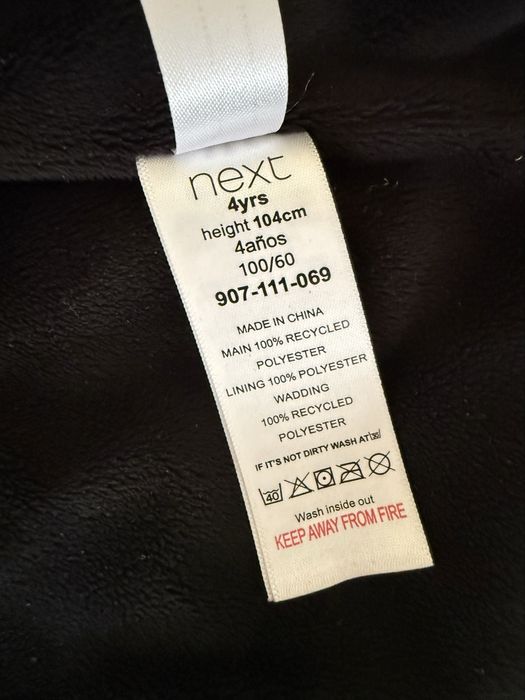 next
4yrs
height 104cm
4años
100/60
907-111-069
MADE IN CHINA
MAIN 100% RECYCLED
POLYESTER
LINING 100% POLYESTER
WADDING
100% RECYCLED
POLYESTER
IF IT'S NOT DIRTY WASH AT
40
Wash inside out
KEEP AWAY FROM FIRE